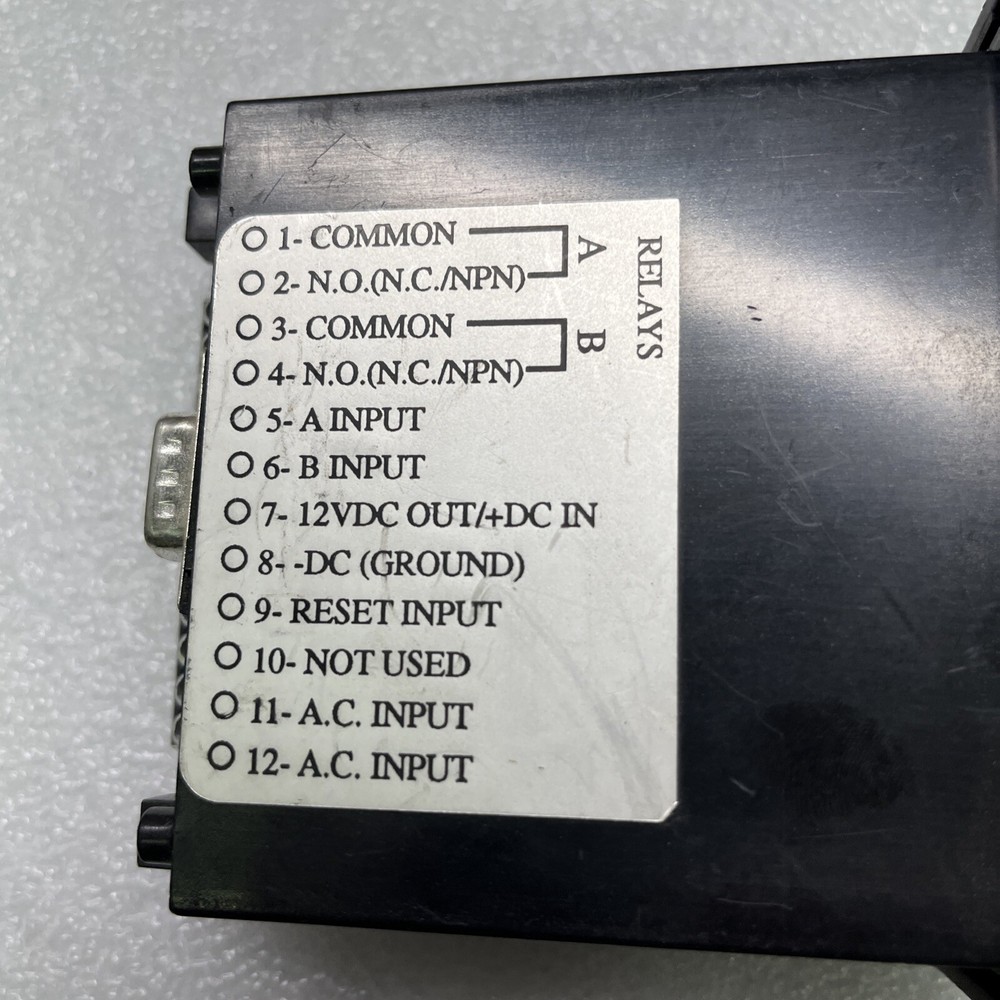 1- COMMON
2- N.O.(N.C./NPN)
A
3- COMMON
4- N.O.(N.C./NPN)
B
RELAYS
5- A INPUT
6- B INPUT
7- 12VDC OUT/+DC IN
8- -DC (GROUND)
9- RESET INPUT
10- NOT USED
11- A.C. INPUT
12- A.C. INPUT